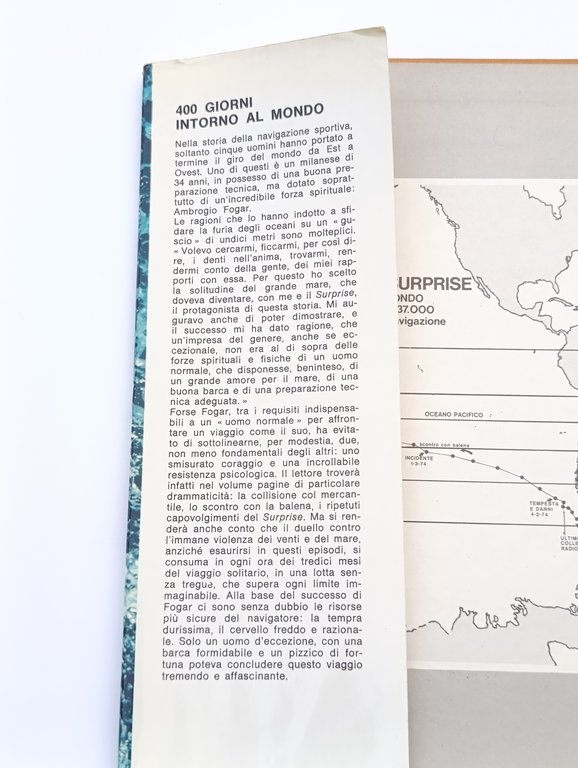 400 GIORNI
INTORNO AL MONDO
Nella storia della navigazione sportiva,
soltanto cinque uomini hanno portato a
termine il giro del mondo da Est a
Ovest. Uno di questi è un milanese di
34 anni, in possesso di una buona pre-
parazione tecnica, ma dotato soprat-
tutto di un'incredibile forza spirituale:
Ambrogio Fogar.
Le ragioni che lo hanno indotto a sfi-
dare la furia degli oceani su un « gu-
scio » di undici metri sono molteplici.
« Volevo cercarmi, ficcarmi, per così di-
re, i denti nell'anima, trovarmi, ren-
dermi conto della gente, dei miei rap-
porti con essa. Per questo ho scelto
la solitudine del grande mare, che
doveva diventare, con me e il Surprise,
il protagonista di questa storia. Mi au-
guravo anche di poter dimostrare, e
il successo mi ha dato ragione, che
un'impresa del genere, anche se ec-
cezionale, non era al di sopra delle
forze spirituali e fisiche di un uomo
normale, che disponesse, beninteso, di
un grande amore per il mare, di una
buona barca e di una preparazione tec-
nica adeguata. »
Forse Fogar, tra i requisiti indispensa-
bili a un « uomo normale » per affron-
tare un viaggio come il suo, ha evita-
to di sottolinearne, per modestia, due,
non meno fondamentali degli altri: uno
smisurato coraggio e una incrollabile
resistenza psicologica. Il lettore troverà
infatti nel volume pagine di particolare
drammaticità: la collisione col mercan-
tile, lo scontro con la balena, i ripetuti
capovolgimenti del Surprise. Ma si ren-
derà anche conto che il duello contro
l'immane violenza dei venti e del mare,
anziché esaurirsi in questi episodi, si
consuma in ogni ora dei tredici mesi
del viaggio solitario, in una lotta sen-
za tregua, che supera ogni limite im-
maginabile. Alla base del successo di
Fogar ci sono senza dubbio le risorse
più sicure del navigatore: la tempra
durissima, il cervello freddo e raziona-
le. Solo un uomo d'eccezione, con una
barca formidabile e un pizzico di for-
tuna poteva concludere questo viaggio
tremendo e affascinante.
SURPRISE
ONDO
37.000
avigazione
OCEANO PACIFICO
Scontro con balena
INCIDENTE
1-3-74
TEMPESTA
E DANNI
4-2-74
ULTIM
COLLE
RADIO